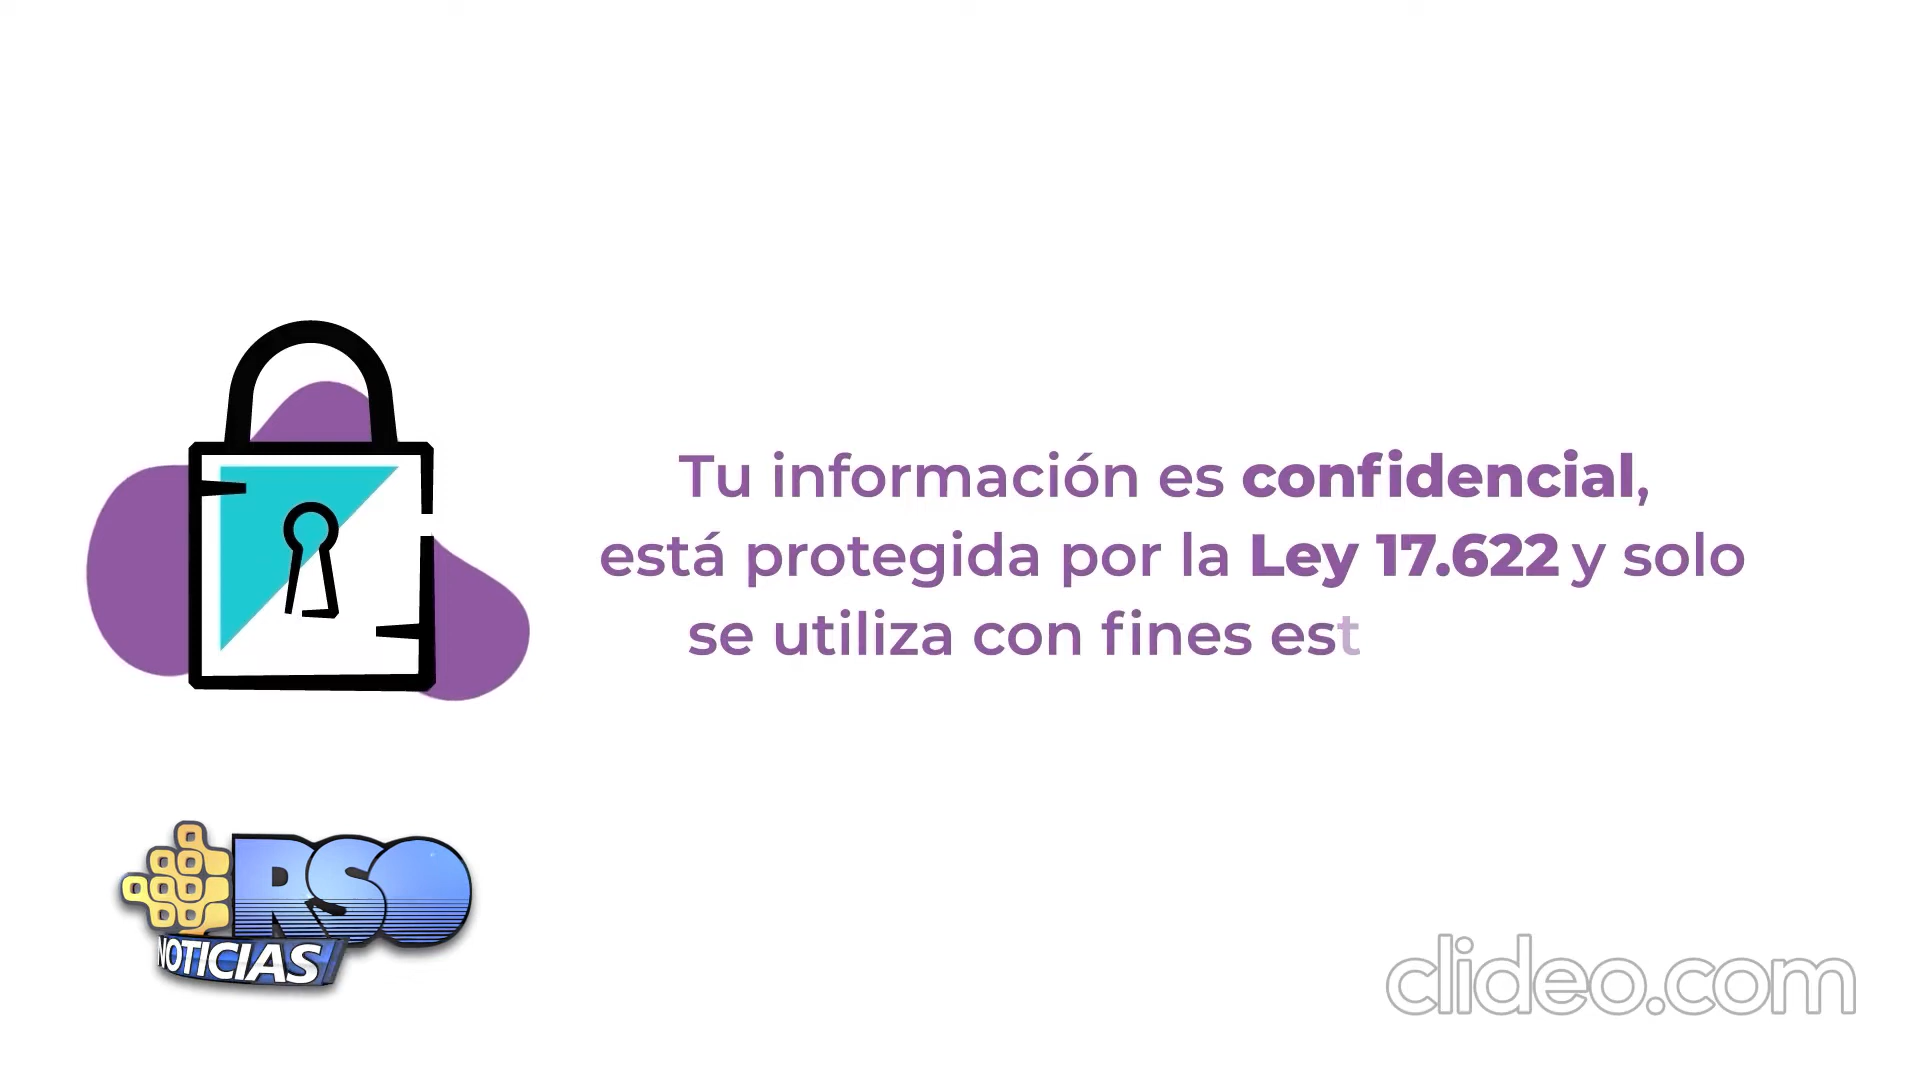 Tu información es confidencial,
está protegida por la Ley 17.622 y solo
se utiliza con fines est
RSO
NOTICIAS
clideo.com